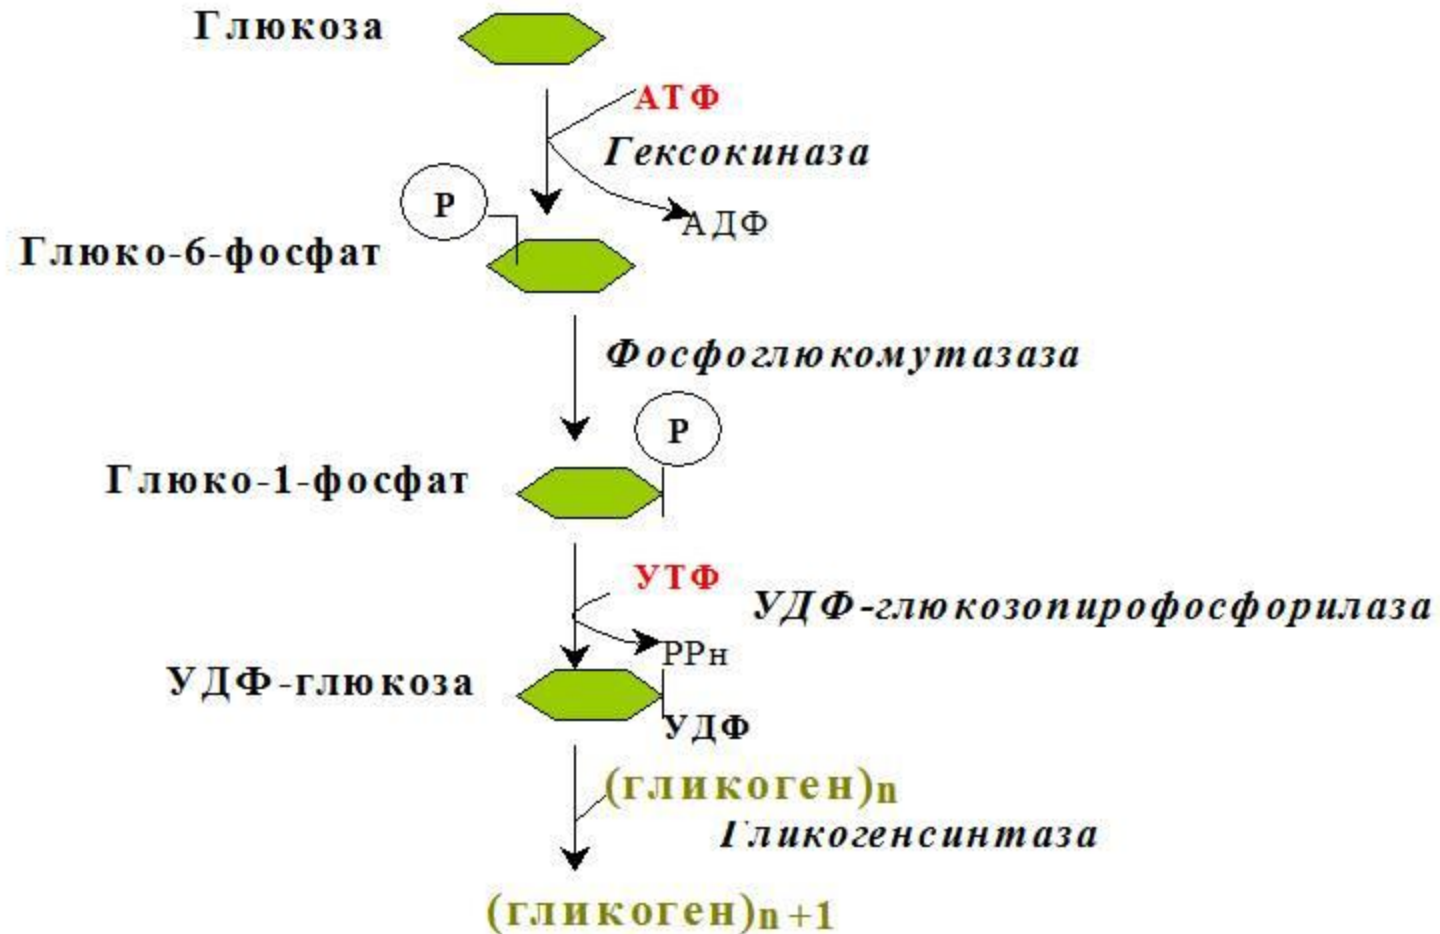 Глюкоза
АТФ
Гексокиназа
Р
АДФ
Глюко-6-фосфат
Фосфоглюкомутазаза
Р
Глюко-1-фосфат
УТФ
УДФ-глюкозопирофосфорилаза
РРн
УДФ-глюкоза
УДФ
(гликоген)n
Гликогенсинтаза
(гликоген)n+1